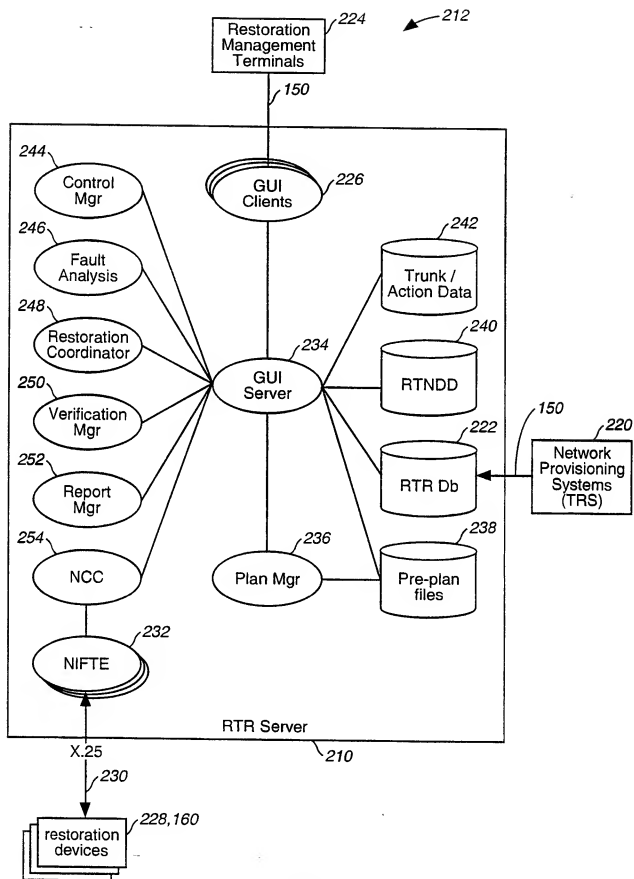 Restoration
Management
Terminals
224
212
150
244
Control
Mgr
GUI
Clients
226
246
Fault
Analysis
242
Trunk /
Action Data
248
Restoration
Coordinator
234
GUI
Server
240
RTNDD
250
Verification
Mgr
222
RTR Db
150
220
Network
Provisioning
Systems
(TRS)
252
Report
Mgr
254
NCC
236
Plan Mgr
238
Pre-plan
files
232
NIFTE
RTR Server
210
X.25
230
restoration
devices
228,160